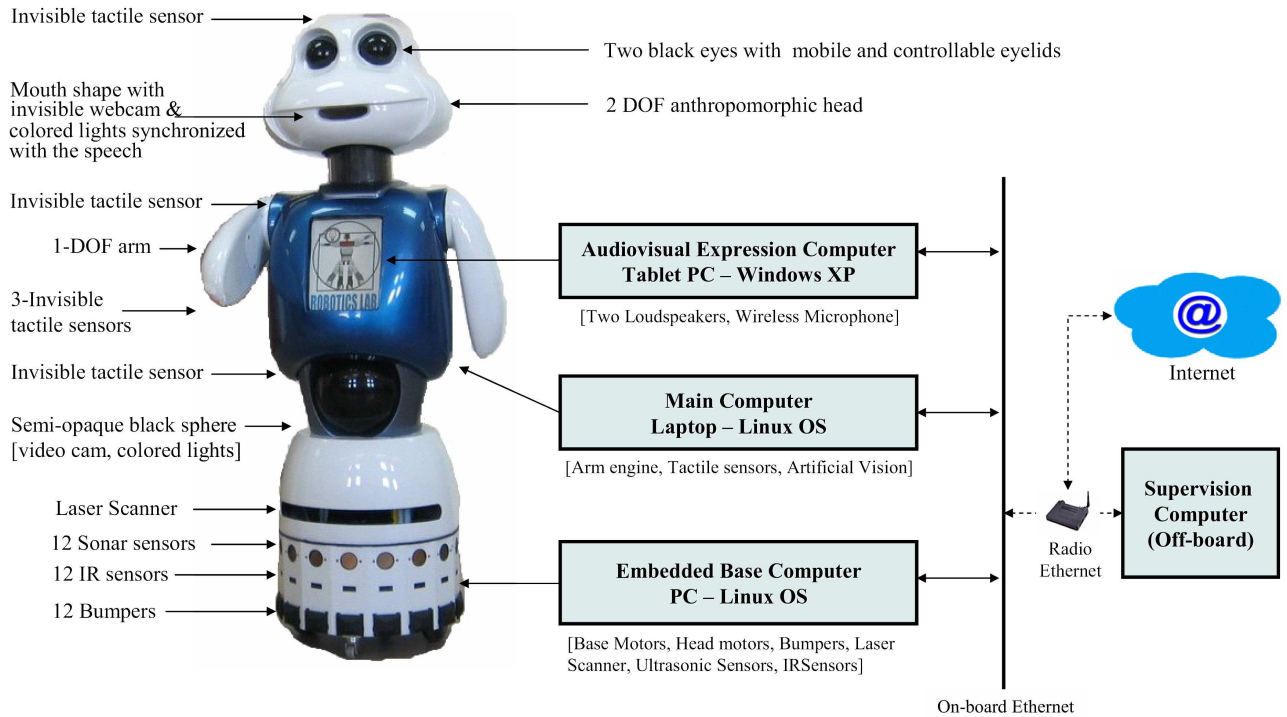 Invisible tactile sensor
Two black eyes with mobile and controllable eyelids
Mouth shape with
invisible webcam &
colored lights synchronized
with the speech
2 DOF anthropomorphic head
Invisible tactile sensor
1-DOF arm
3-Invisible
tactile sensors
Invisible tactile sensor
Semi-opaque black sphere
[video cam, colored lights]
Laser Scanner
12 Sonar sensors
12 IR sensors
12 Bumpers
ROBOTICS LAB
Audiovisual Expression Computer
Tablet PC – Windows XP
[Two Loudspeakers, Wireless Microphone]
Main Computer
Laptop – Linux OS
[Arm engine, Tactile sensors, Artificial Vision]
Embedded Base Computer
PC – Linux OS
[Base Motors, Head motors, Bumpers, Laser
Scanner, Ultrasonic Sensors, IRSensors]
On-board Ethernet
@
Internet
Radio
Ethernet
Supervision
Computer
(Off-board)